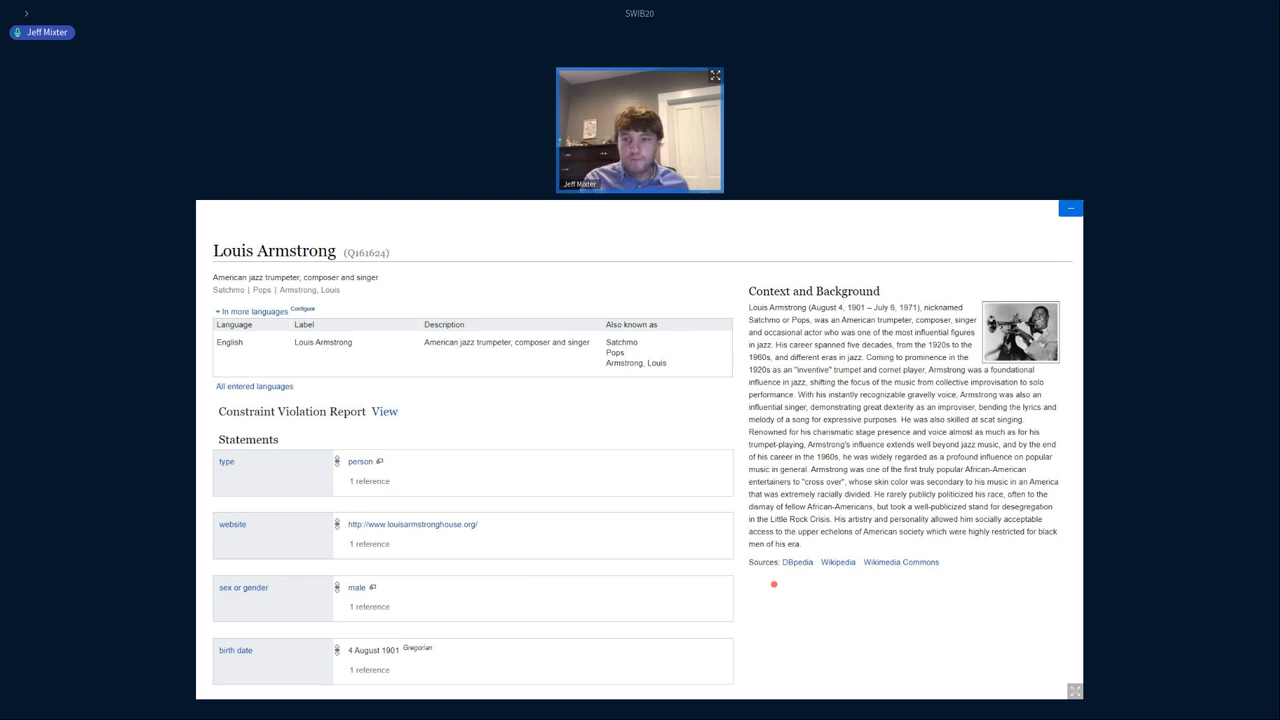 SWIB20
Jeff Mixter
Jeff Mixter
Louis Armstrong (Q161624)
American jazz trumpeter, composer and singer
Satchmo | Pops | Armstrong, Louis
In more languages Configure
Language Label Description Also known as
English Louis Armstrong American jazz trumpeter, composer and singer Satchmo
Pops
Armstrong, Louis
All entered languages
Constraint Violation Report View
Statements
type person
1 reference
website http://www.louisarmstronghouse.org/
1 reference
sex or gender male
1 reference
birth date 4 August 1901 Gregorian
1 reference
Context and Background
Louis Armstrong (August 4, 1901 – July 6, 1971), nicknamed
Satchmo or Pops, was an American trumpeter, composer, singer
and occasional actor who was one of the most influential figures
in jazz. His career spanned five decades, from the 1920s to the
1960s, and different eras in jazz. Coming to prominence in the
1920s as an "inventive" trumpet and cornet player, Armstrong was a foundational
influence in jazz, shifting the focus of the music from collective improvisation to solo
performance. With his instantly recognizable gravelly voice, Armstrong was also an
influential singer, demonstrating great dexterity as an improviser, bending the lyrics and
melody of a song for expressive purposes. He was also skilled at scat singing.
Renowned for his charismatic stage presence and voice almost as much as for his
trumpet-playing, Armstrong's influence extends well beyond jazz music, and by the end
of his career in the 1960s, he was widely regarded as a profound influence on popular
music in general. Armstrong was one of the first truly popular African-American
entertainers to "cross over", whose skin color was secondary to his music in an America
that was extremely racially divided. He rarely publicly politicized his race, often to the
dismay of fellow African-Americans, but took a well-publicized stand for desegregation
in the Little Rock Crisis. His artistry and personality allowed him socially acceptable
access to the upper echelons of American society which were highly restricted for black
men of his era.
Sources: DBpedia Wikipedia Wikimedia Commons